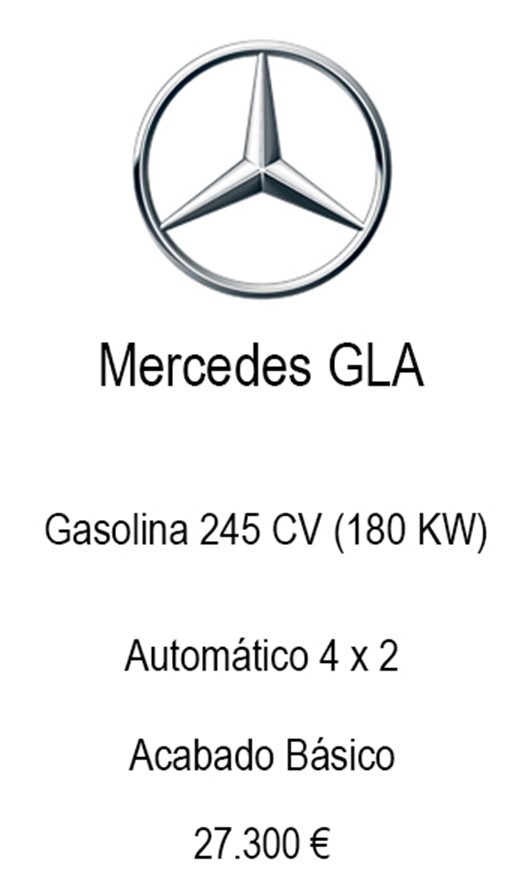 Mercedes GLA
Gasolina 245 CV (180 KW)
Automático 4 x 2
Acabado Básico
27.300 €